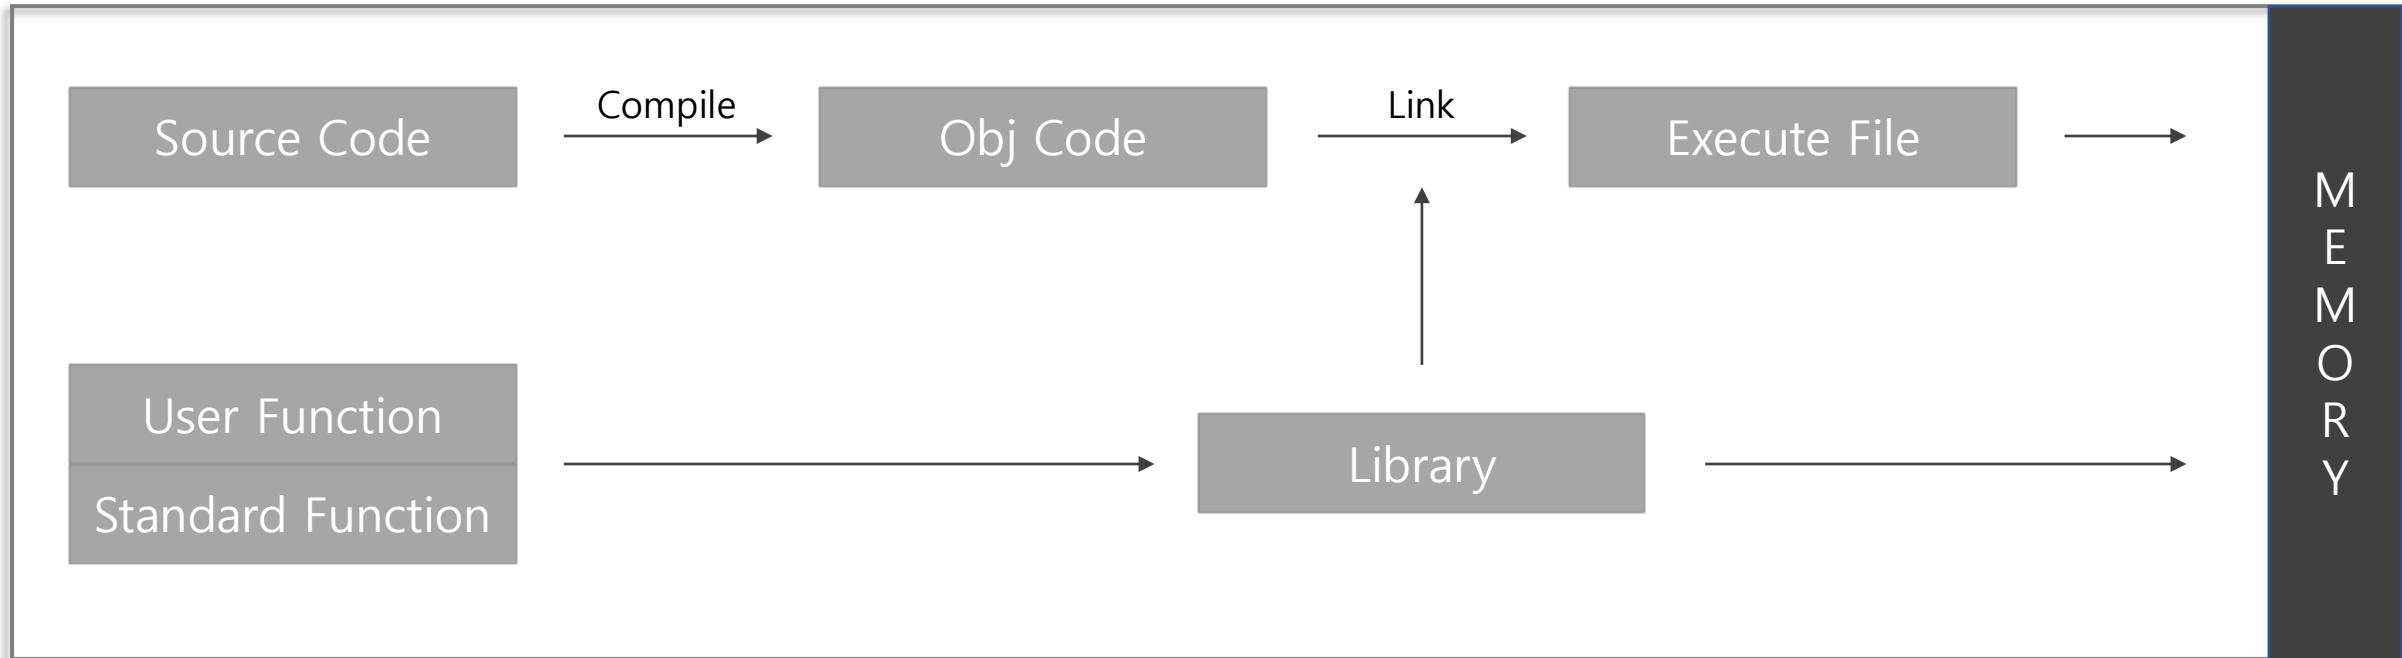 Source Code
Compile
Obj Code
Link
Execute File
User Function
Standard Function
Library
M
E
M
O
R
Y